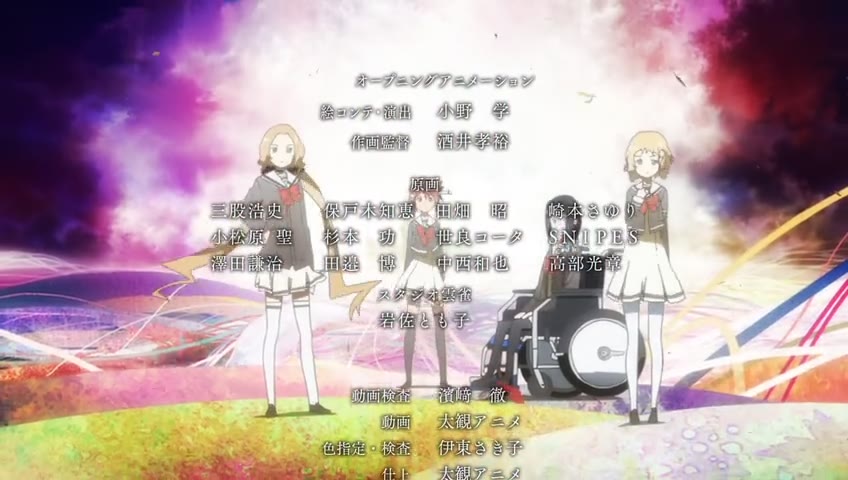 オープニングアニメーション
絵コンテ・演出 小野 学
作画監督 酒井孝裕
原画
三股浩史 保戸木知恵 田畑 昭 崎本さゆり
小松原 聖 杉本 功 世良コータ SNIPES
澤田謙治 田邉 博 中西和也 高部光章
スタジオ雲雀
岩佐とも子
動画検査 濱﨑 徹
動画 大観アニメ
色指定・検査 伊東さき子
仕上 大観アニメ